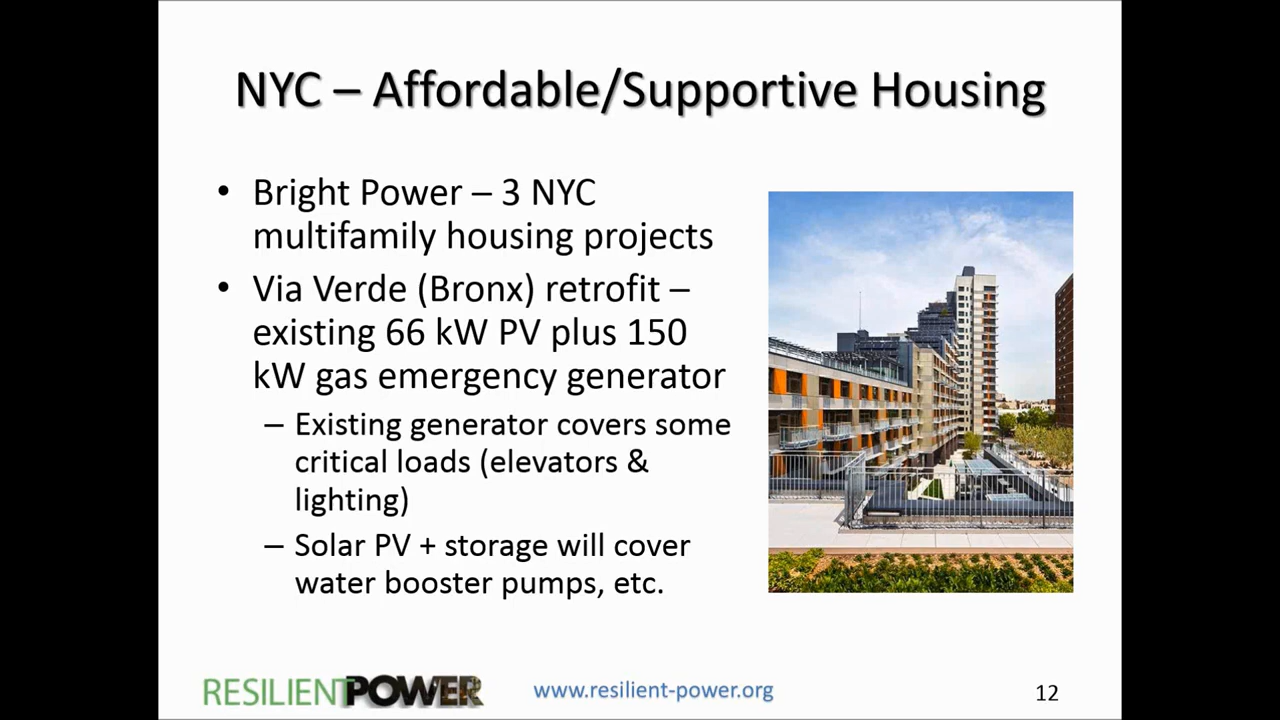 NYC – Affordable/Supportive Housing
• Bright Power – 3 NYC
multifamily housing projects
• Via Verde (Bronx) retrofit –
existing 66 kW PV plus 150
kW gas emergency generator
– Existing generator covers some
critical loads (elevators &
lighting)
– Solar PV + storage will cover
water booster pumps, etc.
RESILIENTPOWER
www.resilient-power.org
12